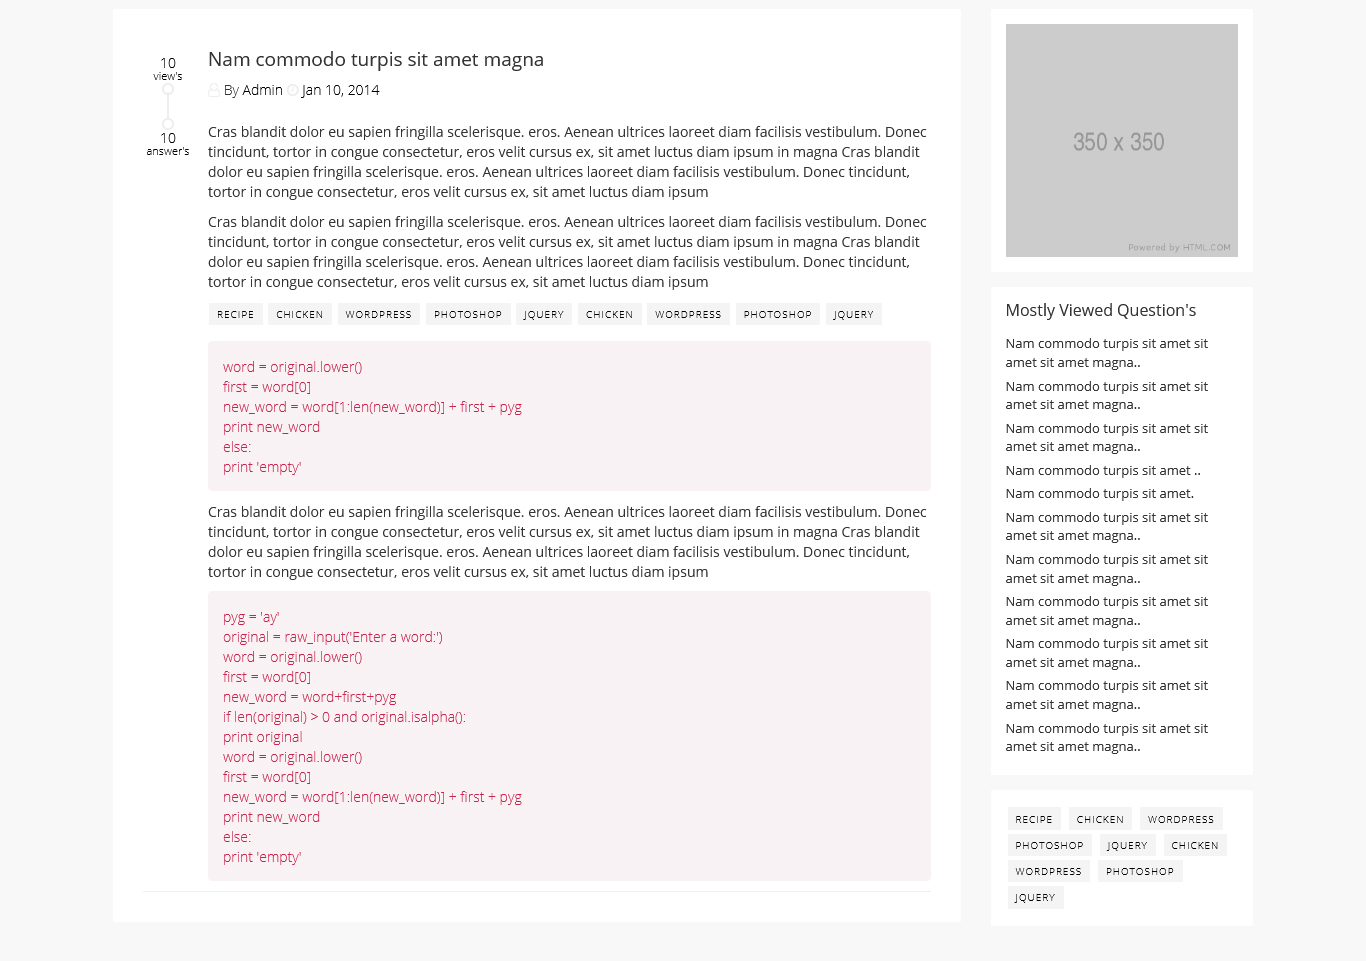 10
view's
10
answer's
Nam commodo turpis sit amet magna
By Admin Jan 10, 2014
Cras blandit dolor eu sapien fringilla scelerisque. eros. Aenean ultrices laoreet diam facilisis vestibulum. Donec
tincidunt, tortor in congue consectetur, eros velit cursus ex, sit amet luctus diam ipsum in magna Cras blandit
dolor eu sapien fringilla scelerisque. eros. Aenean ultrices laoreet diam facilisis vestibulum. Donec tincidunt,
tortor in congue consectetur, eros velit cursus ex, sit amet luctus diam ipsum
Cras blandit dolor eu sapien fringilla scelerisque. eros. Aenean ultrices laoreet diam facilisis vestibulum. Donec
tincidunt, tortor in congue consectetur, eros velit cursus ex, sit amet luctus diam ipsum in magna Cras blandit
dolor eu sapien fringilla scelerisque. eros. Aenean ultrices laoreet diam facilisis vestibulum. Donec tincidunt,
tortor in congue consectetur, eros velit cursus ex, sit amet luctus diam ipsum
RECIPE CHICKEN WORDPRESS PHOTOSHOP JQUERY CHICKEN WORDPRESS PHOTOSHOP JQUERY
word = original.lower()
first = word[0]
new_word = word[1:len(new_word)] + first + pyg
print new_word
else:
print 'empty'
Cras blandit dolor eu sapien fringilla scelerisque. eros. Aenean ultrices laoreet diam facilisis vestibulum. Donec
tincidunt, tortor in congue consectetur, eros velit cursus ex, sit amet luctus diam ipsum in magna Cras blandit
dolor eu sapien fringilla scelerisque. eros. Aenean ultrices laoreet diam facilisis vestibulum. Donec tincidunt,
tortor in congue consectetur, eros velit cursus ex, sit amet luctus diam ipsum
pyg = 'ay'
original = raw_input('Enter a word:')
word = original.lower()
first = word[0]
new_word = word+first+pyg
if len(original) > 0 and original.isalpha():
print original
word = original.lower()
first = word[0]
new_word = word[1:len(new_word)] + first + pyg
print new_word
else:
print 'empty'
350 x 350
Powered by HTML.COM
Mostly Viewed Question's
Nam commodo turpis sit amet sit
amet sit amet magna..
Nam commodo turpis sit amet sit
amet sit amet magna..
Nam commodo turpis sit amet sit
amet sit amet magna..
Nam commodo turpis sit amet ..
Nam commodo turpis sit amet.
Nam commodo turpis sit amet sit
amet sit amet magna..
Nam commodo turpis sit amet sit
amet sit amet magna..
Nam commodo turpis sit amet sit
amet sit amet magna..
Nam commodo turpis sit amet sit
amet sit amet magna..
Nam commodo turpis sit amet sit
amet sit amet magna..
Nam commodo turpis sit amet sit
amet sit amet magna..
RECIPE CHICKEN WORDPRESS
PHOTOSHOP JQUERY CHICKEN
WORDPRESS PHOTOSHOP
JQUERY